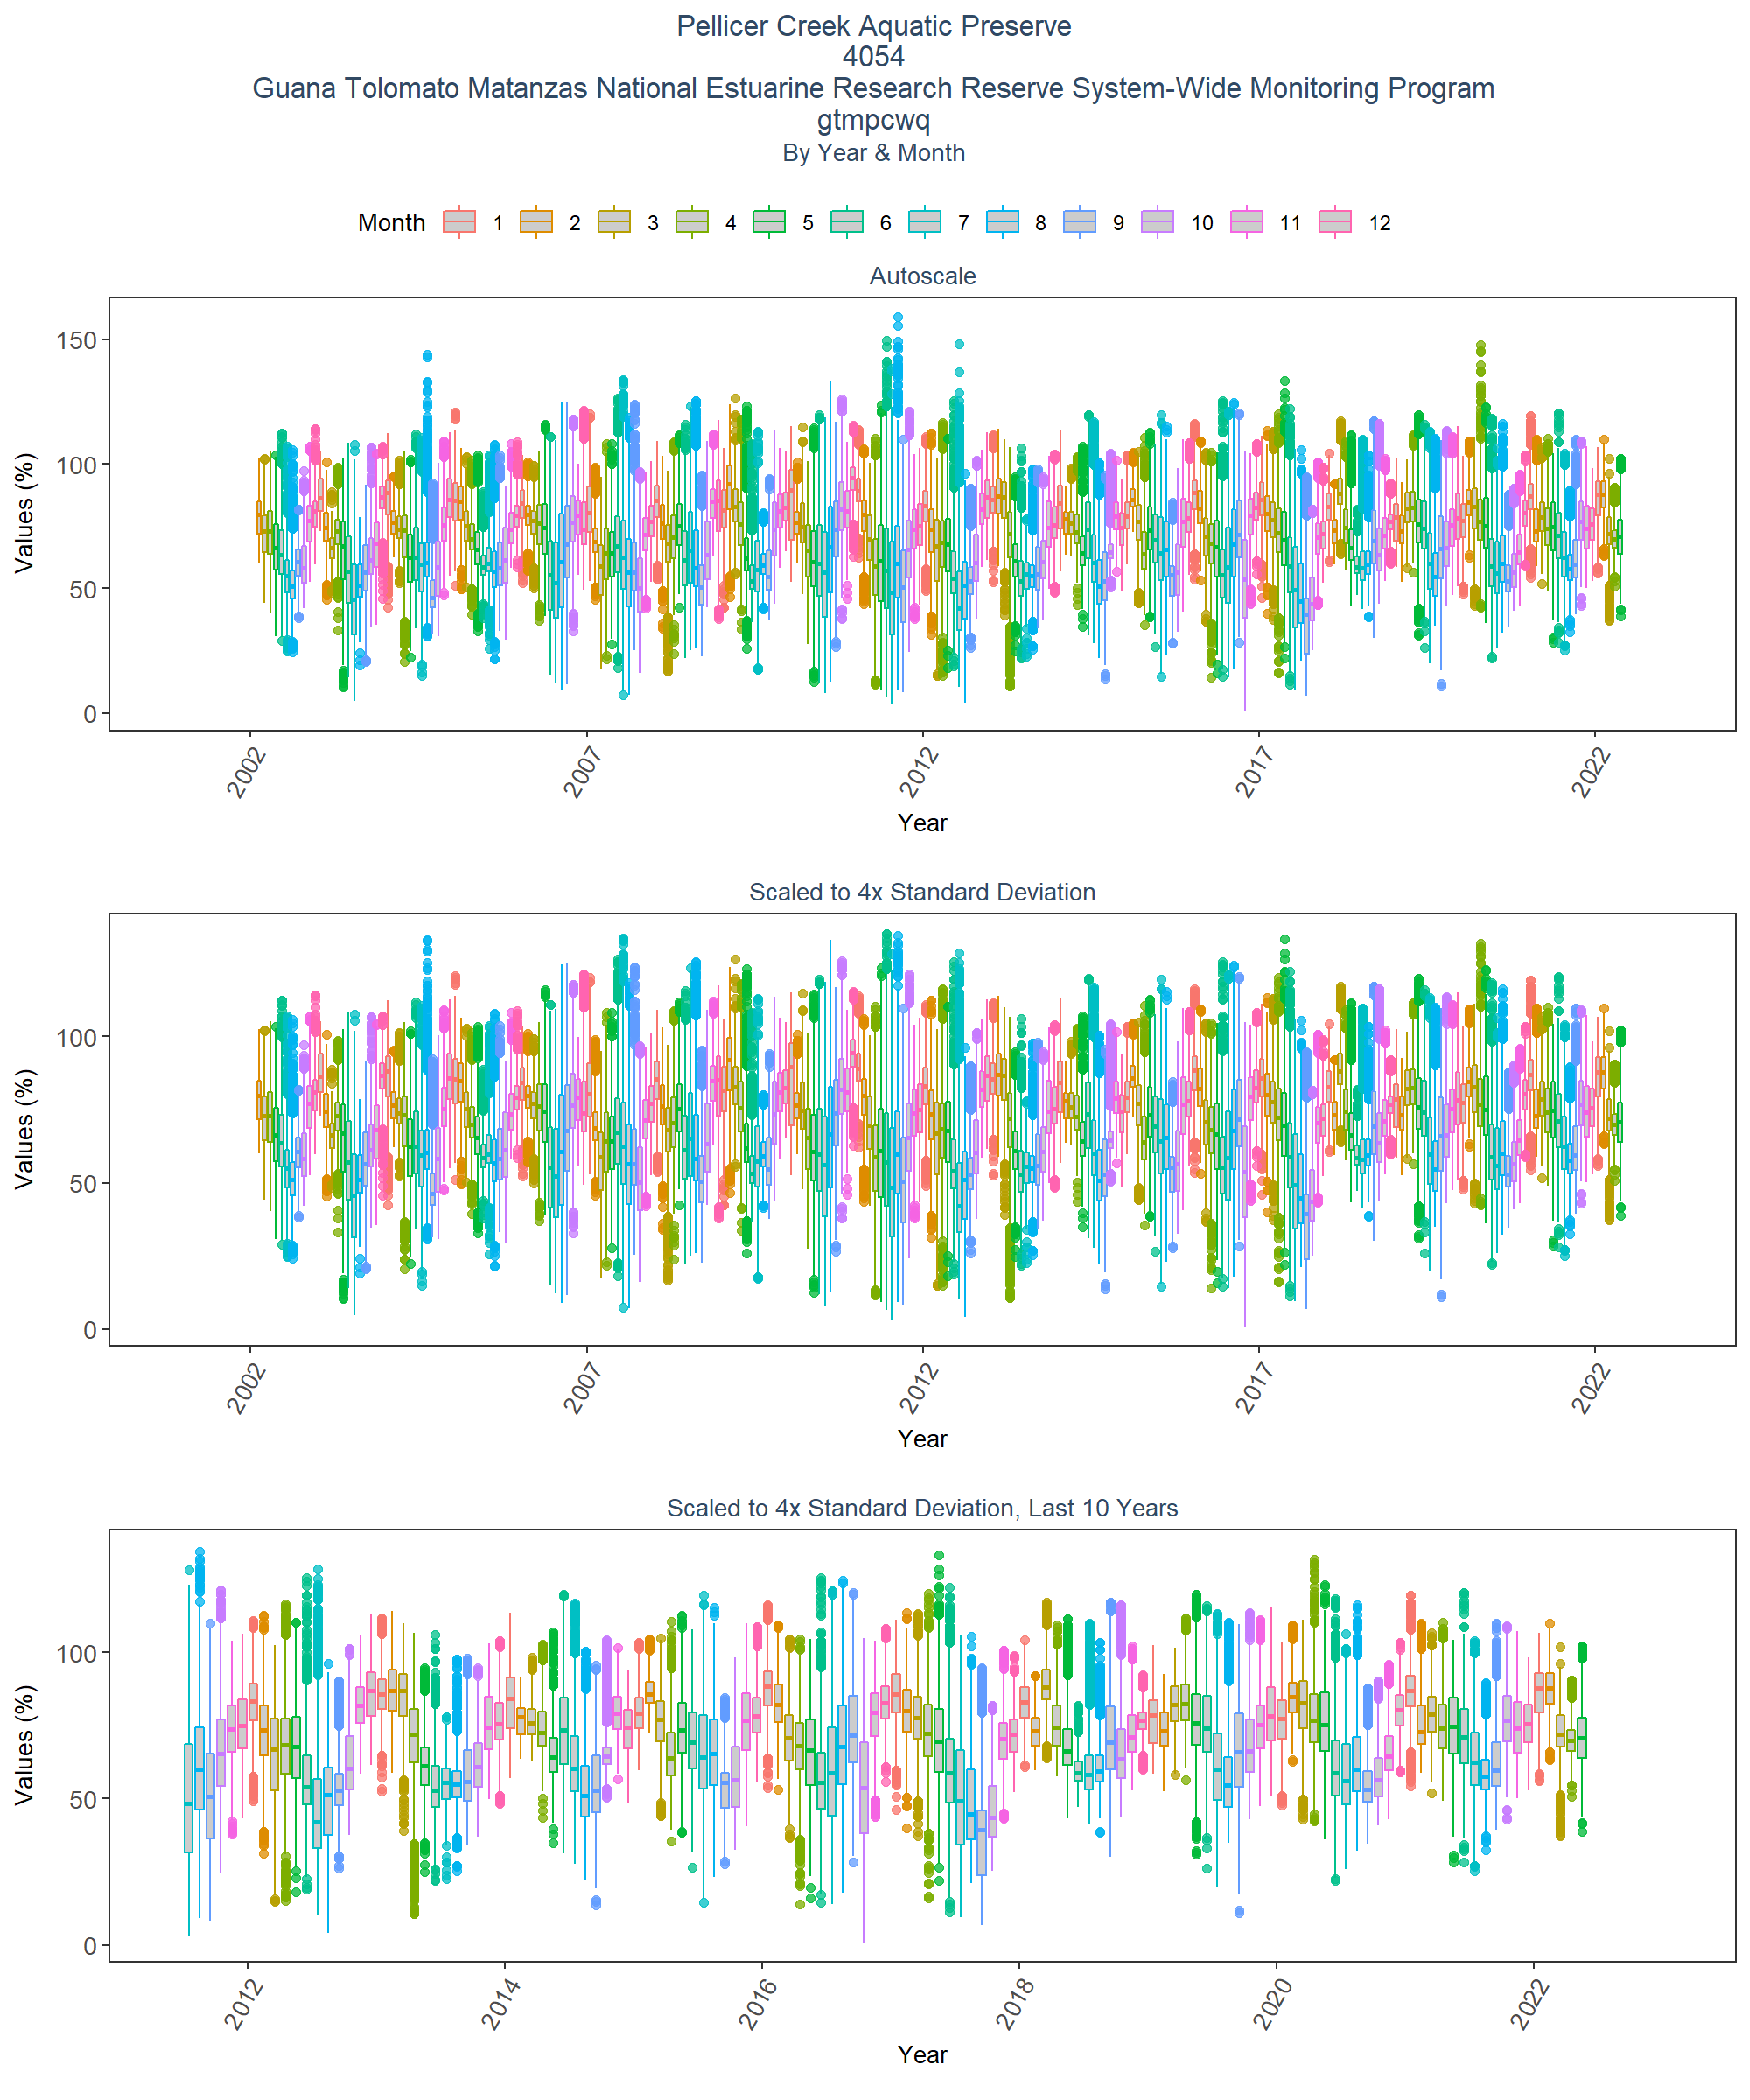 Pellicer Creek Aquatic Preserve
4054
Guana Tolomato Matanzas National Estuarine Research Reserve System-Wide Monitoring Program
gtmpcwq
By Year & Month
Month 1 2 3 4 5 6 7 8 9 10 11 12
Autoscale
Values (%)
150
100
50
0
2002 2007 2012 2017 2022
Year
Scaled to 4x Standard Deviation
Values (%)
100
50
0
2002 2007 2012 2017 2022
Year
Scaled to 4x Standard Deviation, Last 10 Years
Values (%)
100
50
0
2012 2014 2016 2018 2020 2022
Year